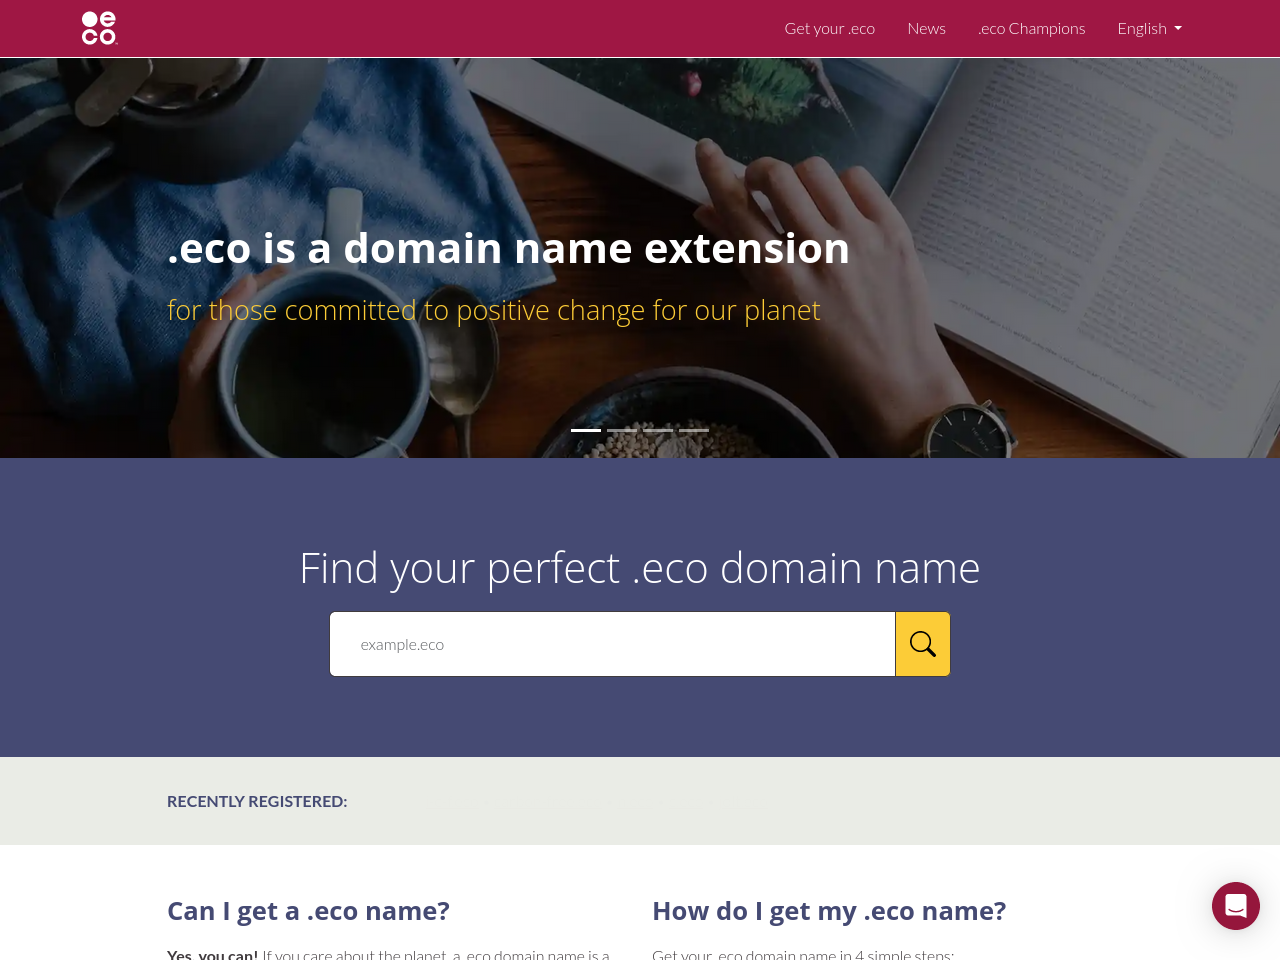 eco
Get your .eco
News
.eco Champions
English
.eco is a domain name extension
for those committed to positive change for our planet
Find your perfect .eco domain name
example.eco
RECENTLY REGISTERED:
Can I get a .eco name?
How do I get my .eco name?
Yes, you can! If you care about the planet, a .eco domain name is a
Get your .eco domain name in 4 simple steps: